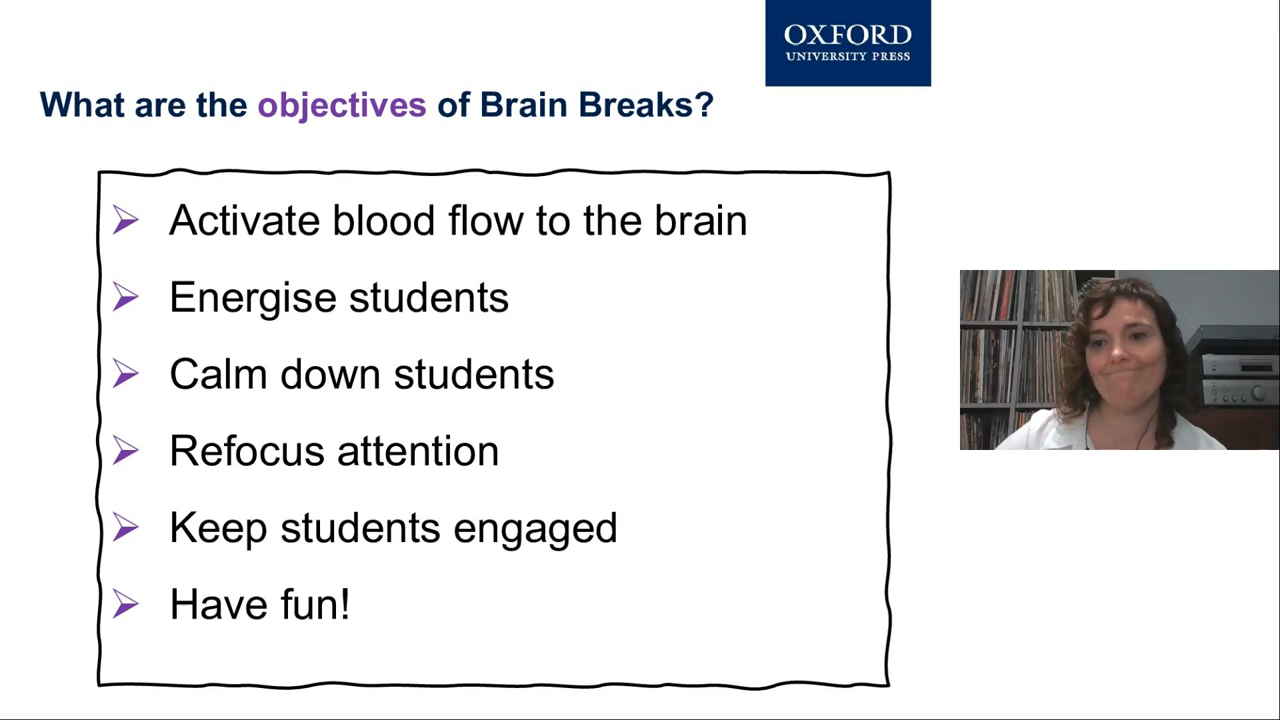 OXFORD
UNIVERSITY PRESS
What are the objectives of Brain Breaks?
Activate blood flow to the brain
Energise students
Calm down students
Refocus attention
Keep students engaged
Have fun!